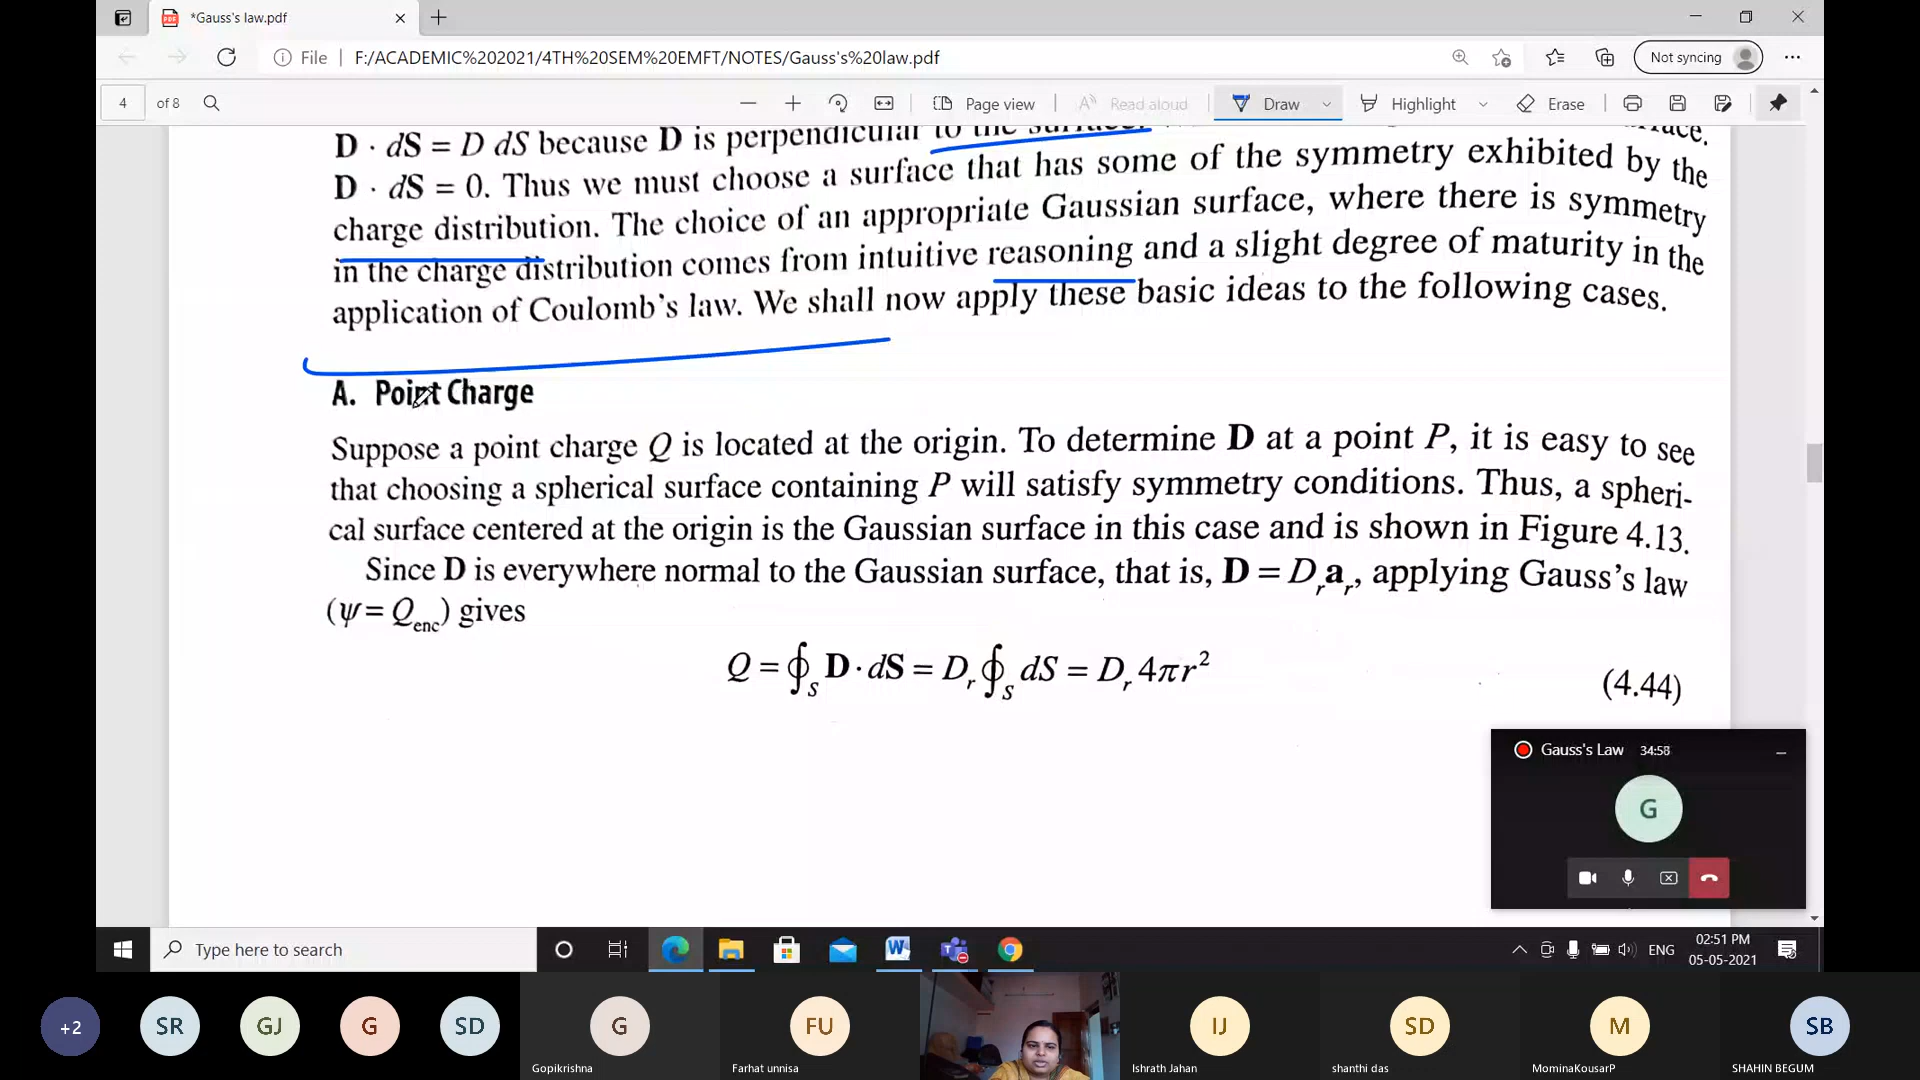 *Gauss's law.pdf
File
F:/ACADEMIC%202021/4TH%20SEM%20EMFT/NOTES/Gauss's%20law.pdf
Not syncing
4
of 8
Page view
Read aloud
Draw
Highlight
Erase
D · dS = D dS because D is perpendicular to the surface.
D · dS = 0. Thus we must choose a surface that has some of the symmetry exhibited by the
charge distribution. The choice of an appropriate Gaussian surface, where there is symmetry
in the charge distribution comes from intuitive reasoning and a slight degree of maturity in the
application of Coulomb’s law. We shall now apply these basic ideas to the following cases.
A. Point Charge
Suppose a point charge Q is located at the origin. To determine D at a point P, it is easy to see
that choosing a spherical surface containing P will satisfy symmetry conditions. Thus, a spheri-
cal surface centered at the origin is the Gaussian surface in this case and is shown in Figure 4.13.
Since D is everywhere normal to the Gaussian surface, that is, D = Dᵣaᵣ, applying Gauss’s law
(ψ = Qenc) gives
Q = ∮S D · dS = Dᵣ ∮S dS = Dᵣ 4πr²
(4.44)
Gauss's Law 34:58
G
Type here to search
ENG
02:51 PM
05-05-2021
+2
SR
GJ
G
SD
G
FU
IJ
SD
M
SB
Gopikrishna
Farhat unnisa
Ishrath Jahan
shanthi das
MominaKousarP
SHAHIN BEGUM